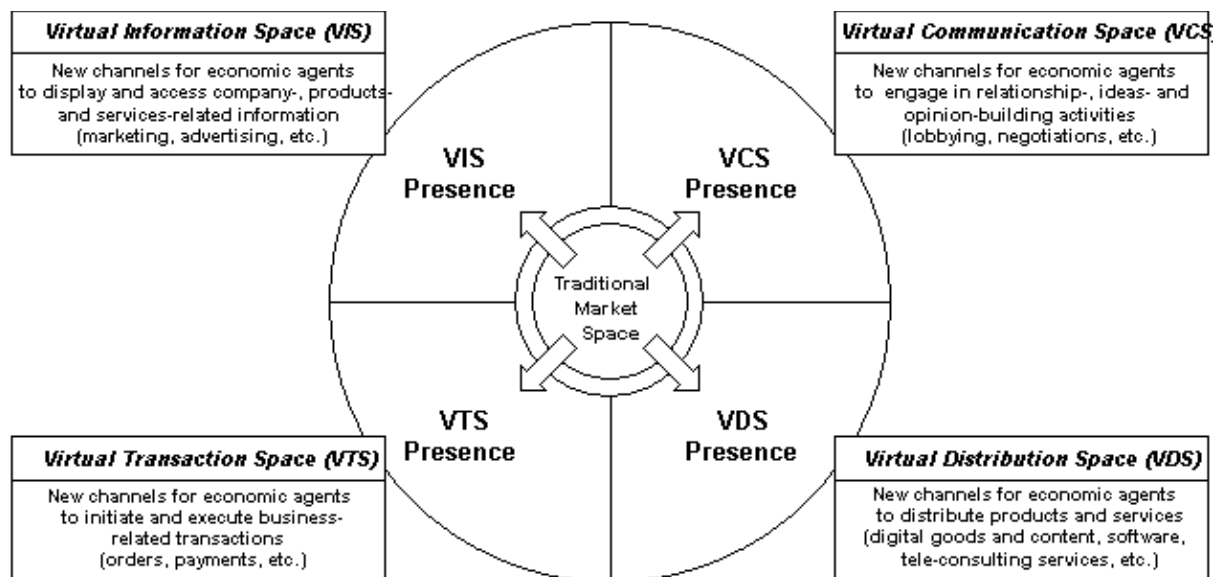 Virtual Information Space (VIS)
New channels for economic agents
to display and access company-, products-
and services-related information
(marketing, advertising, etc.)
Virtual Communication Space (VCS)
New channels for economic agents
to engage in relationship-, ideas- and
opinion-building activities
(lobbying, negotiations, etc.)
VIS
Presence
VCS
Presence
Traditional
Market
Space
VTS
Presence
VDS
Presence
Virtual Transaction Space (VTS)
New channels for economic agents
to initiate and execute business-
related transactions
(orders, payments, etc.)
Virtual Distribution Space (VDS)
New channels for economic agents
to distribute products and services
(digital goods and content, software,
tele-consulting services, etc.)